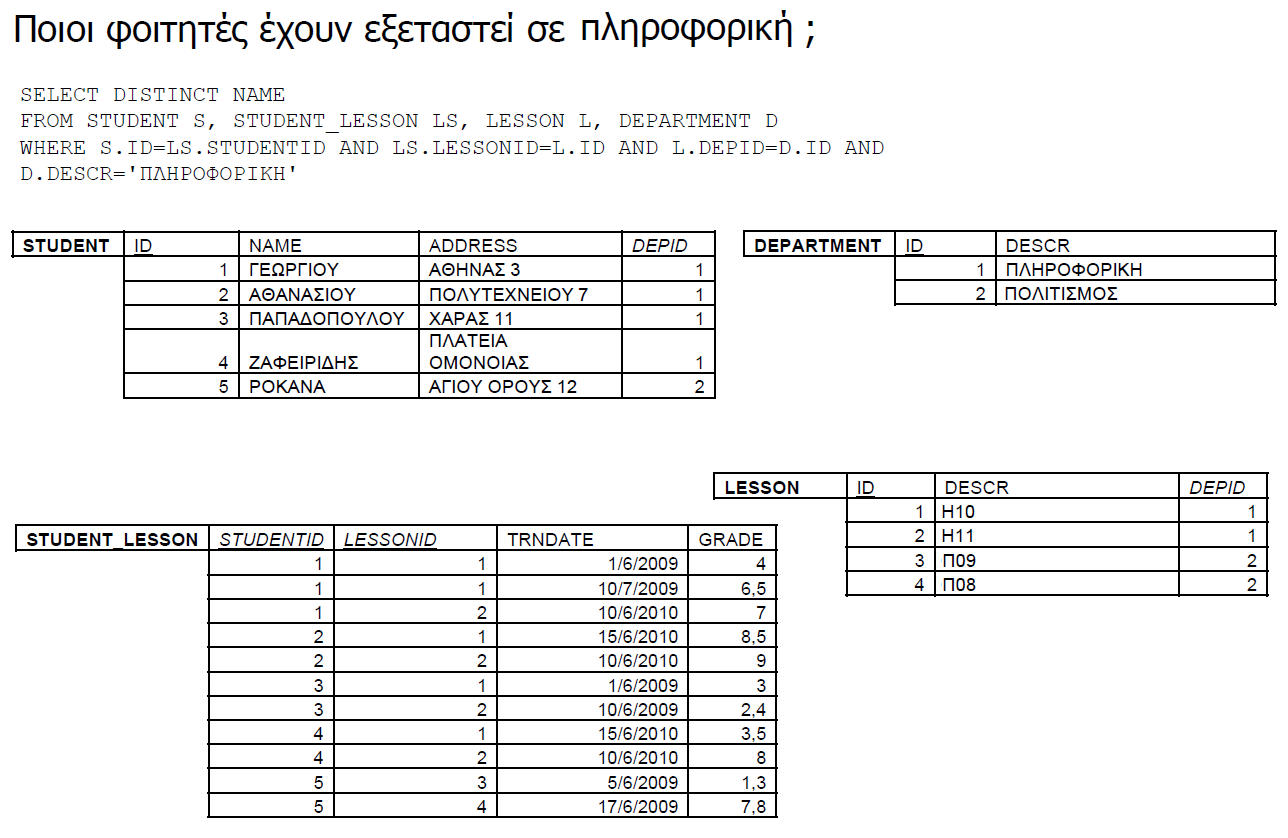 Ποιοι φοιτητές έχουν εξεταστεί σε πληροφορική ;
SELECT DISTINCT NAME
FROM STUDENT S, STUDENT_LESSON LS, LESSON L, DEPARTMENT D
WHERE S.ID=LS.STUDENTID AND LS.LESSONID=L.ID AND L.DEPID=D.ID AND
D.DESCR='ΠΛΗΡΟΦΟΡΙΚΗ'
STUDENT ID NAME ADDRESS DEPID
1 ΓΕΩΡΓΙΟΥ ΑΘΗΝΑΣ 3 1
2 ΑΘΑΝΑΣΙΟΥ ΠΟΛΥΤΕΧΝΕΙΟΥ 7 1
3 ΠΑΠΑΔΟΠΟΥΛΟΥ ΧΑΡΑΣ 11 1
ΠΛΑΤΕΙΑ
4 ΖΑΦΕΙΡΙΔΗΣ ΟΜΟΝΟΙΑΣ 1
5 ΡΟΚΑΝΑ ΑΓΙΟΥ ΟΡΟΥΣ 12 2
DEPARTMENT ID DESCR
1 ΠΛΗΡΟΦΟΡΙΚΗ
2 ΠΟΛΙΤΙΣΜΟΣ
LESSON ID DESCR DEPID
1 Η10 1
2 Η11 1
3 Π09 2
4 Π08 2
STUDENT_LESSON STUDENTID LESSONID TRNDATE GRADE
1 1 1/6/2009 4
1 1 10/7/2009 6,5
1 2 10/6/2010 7
2 1 15/6/2010 8,5
2 2 10/6/2010 9
3 1 1/6/2009 3
3 2 10/6/2009 2,4
4 1 15/6/2010 3,5
4 2 10/6/2010 8
5 3 5/6/2009 1,3
5 4 17/6/2009 7,8